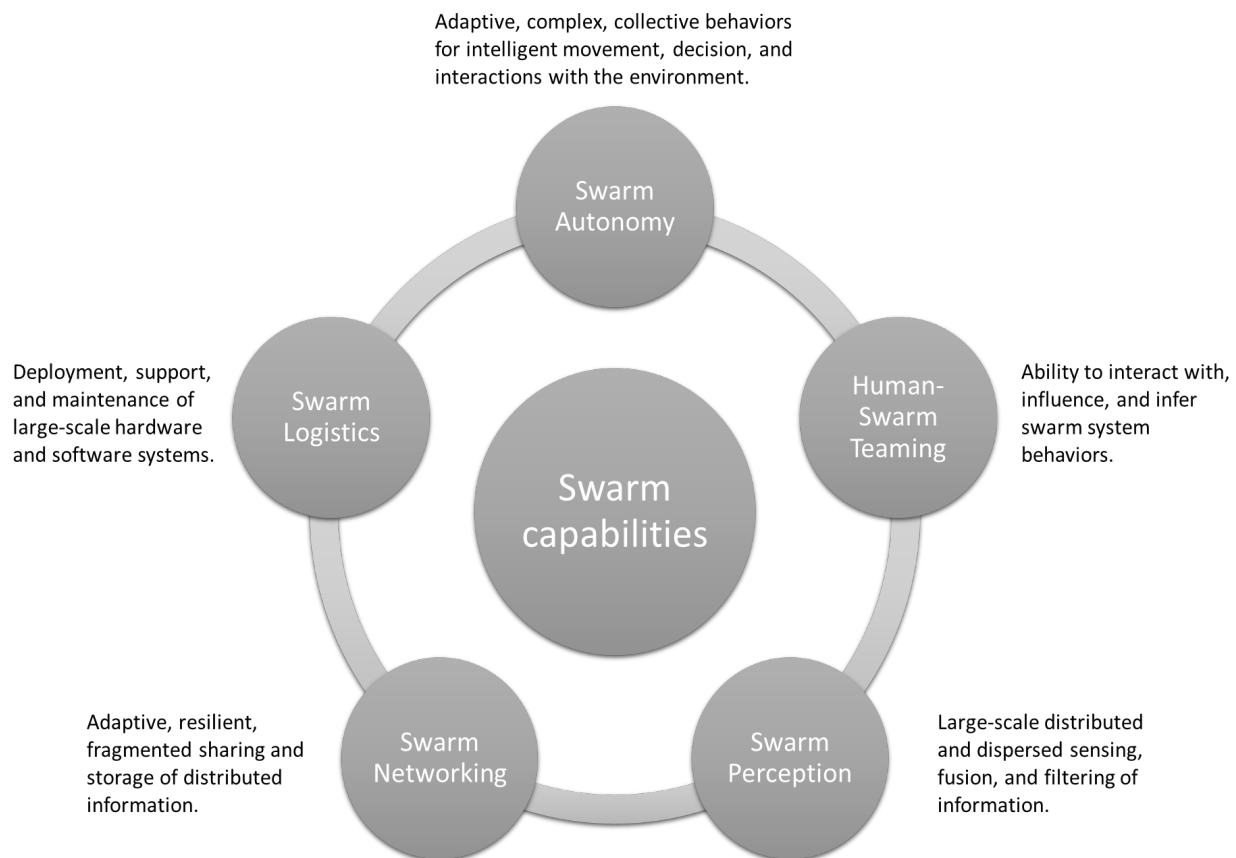 Adaptive, complex, collective behaviors
for intelligent movement, decision, and
interactions with the environment.
Swarm
Autonomy
Deployment, support,
and maintenance of
large-scale hardware
and software systems.
Swarm
Logistics
Human-
Swarm
Teaming
Ability to interact with,
influence, and infer
swarm system
behaviors.
Swarm
capabilities
Adaptive, resilient,
fragmented sharing and
storage of distributed
information.
Swarm
Networking
Swarm
Perception
Large-scale distributed
and dispersed sensing,
fusion, and filtering of
information.